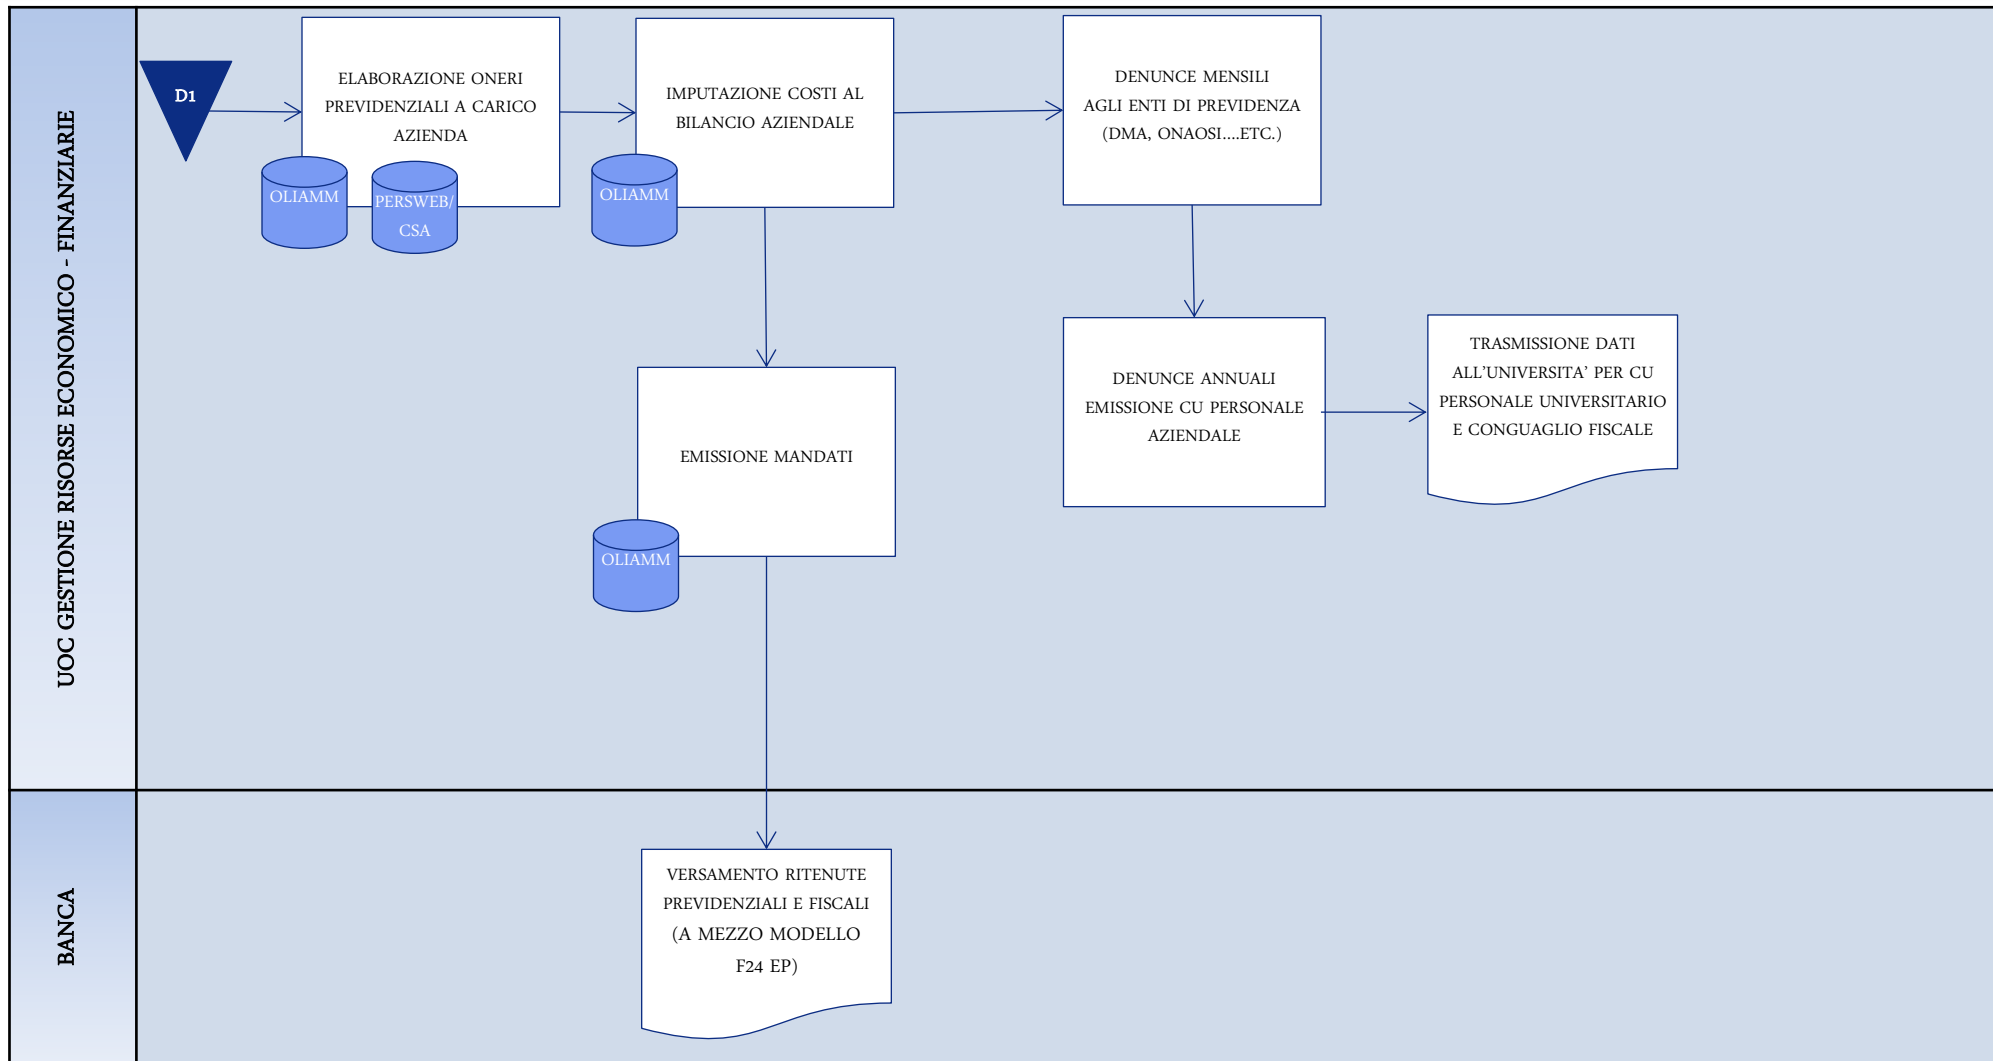 UOC GESTIONE RISORSE ECONOMICO - FINANZIARIE
D1
ELABORAZIONE ONERI
PREVIDENZIALI A CARICO
AZIENDA
OLIAMM
PERSWEB/
CSA
IMPUTAZIONE COSTI AL
BILANCIO AZIENDALE
OLIAMM
DENUNCE MENSILI
AGLI ENTI DI PREVIDENZA
(DMA, ONAOSI....ETC.)
EMISSIONE MANDATI
OLIAMM
DENUNCE ANNUALI
EMISSIONE CU PERSONALE
AZIENDALE
TRASMISSIONE DATI
ALL'UNIVERSITA' PER CU
PERSONALE UNIVERSITARIO
E CONGUAGLIO FISCALE
BANCA
VERSAMENTO RITENUTE
PREVIDENZIALI E FISCALI
(A MEZZO MODELLO
F24 EP)